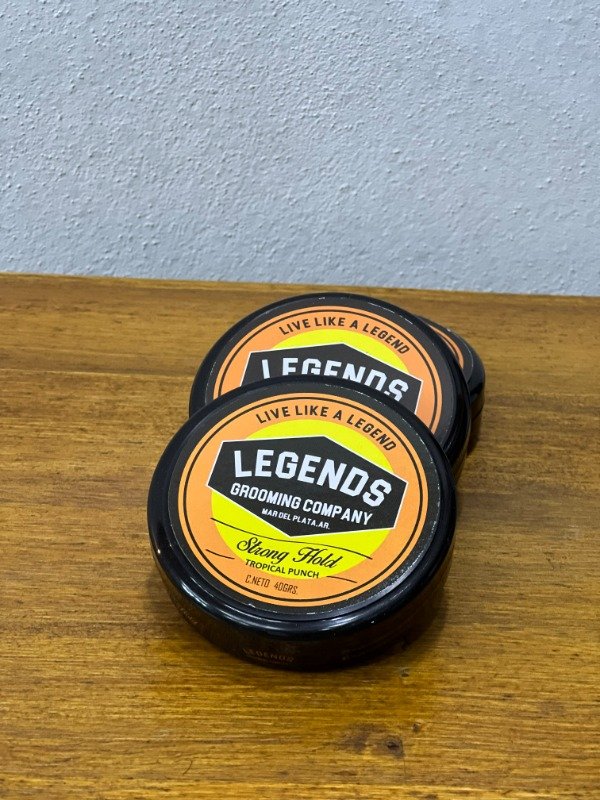 LIVE LIKE A LEGEND
LEGENDS
LIVE LIKE A LEGEND
LEGENDS
GROOMING COMPANY
MAR DEL PLATA.AR.
Strong Hold
TROPICAL PUNCH
C.NETO 40GRS.
LEGENDS